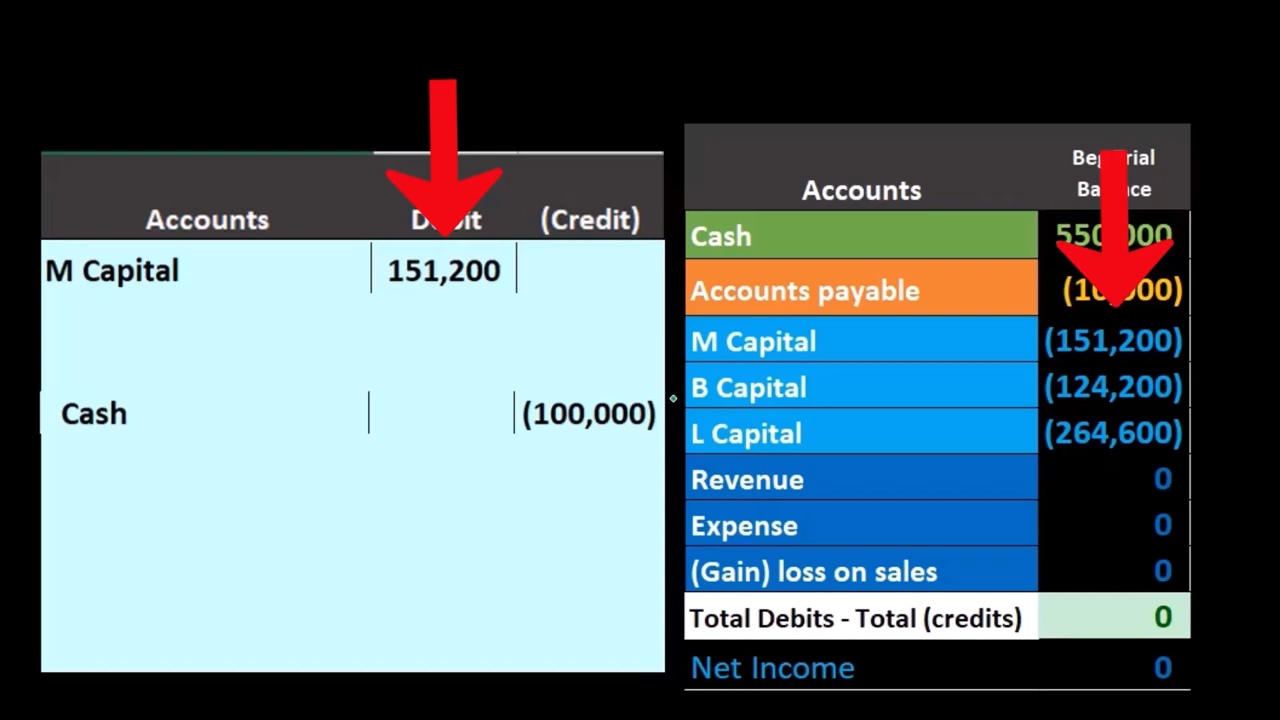 Accounts (Credit)
M Capital 151,200
Cash (100,000)
Accounts
Cash
Accounts payable
M Capital (151,200)
B Capital (124,200)
L Capital (264,600)
Revenue 0
Expense 0
(Gain) loss on sales 0
Total Debits - Total (credits) 0
Net Income 0